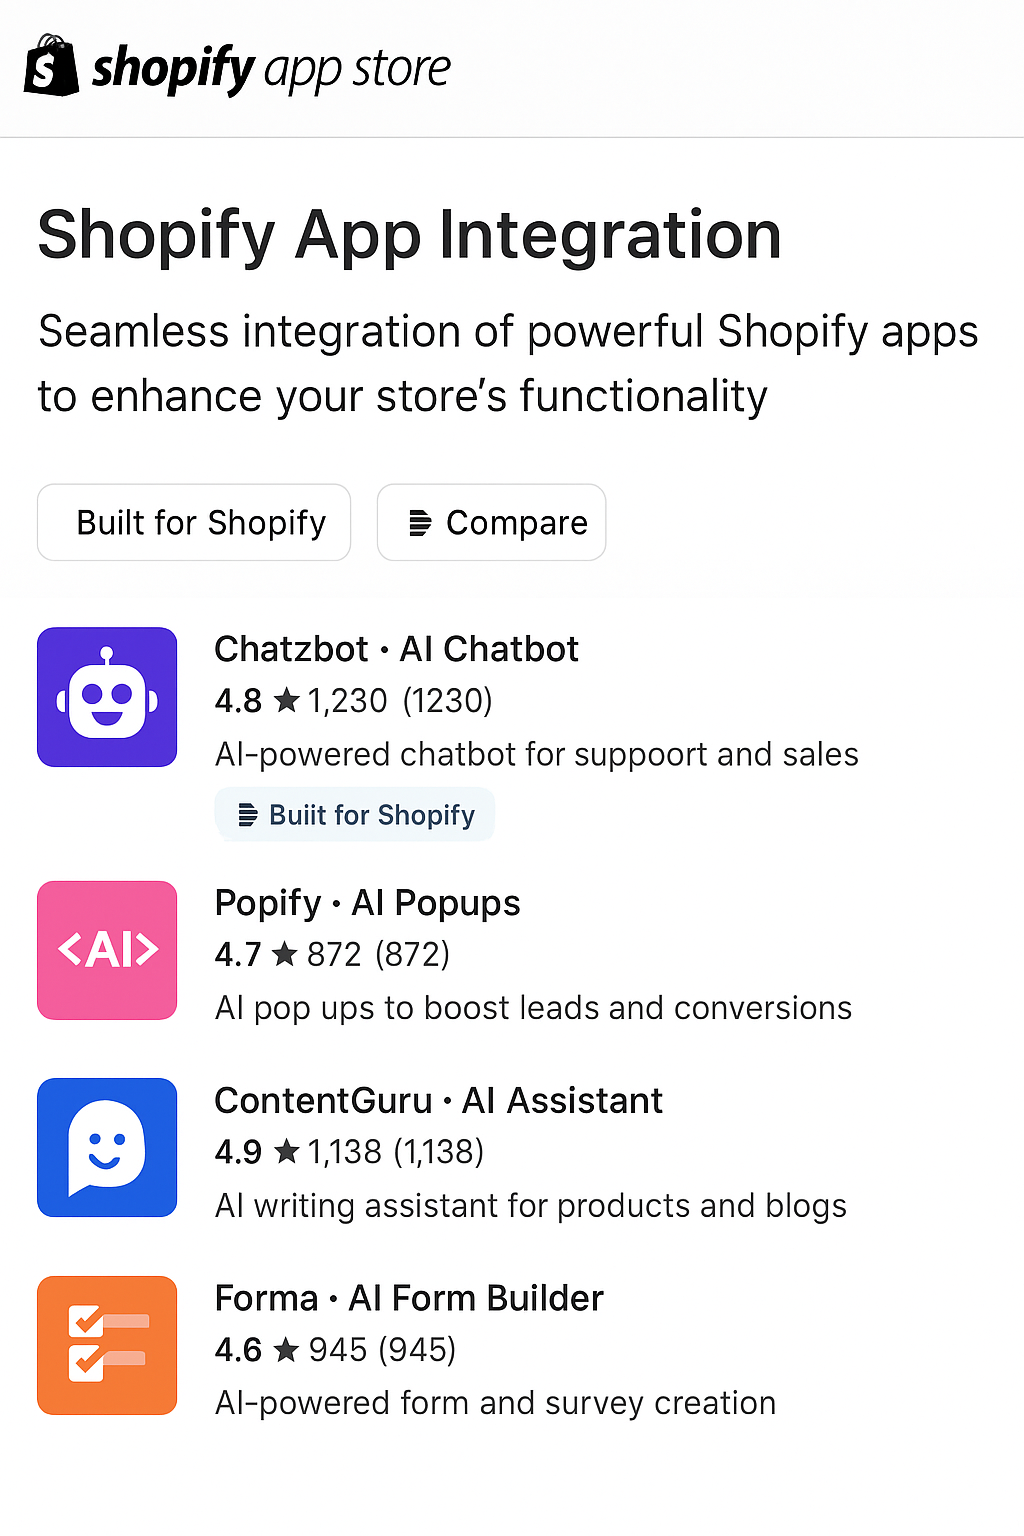 shopify app store
Shopify App Integration
Seamless integration of powerful Shopify apps
to enhance your store’s functionality
Built for Shopify
Compare
Chatzbot • AI Chatbot
4.8 ★ 1,230 (1230)
AI-powered chatbot for suppoort and sales
Buiit for Shopify
<AI>
Popify • AI Popups
4.7 ★ 872 (872)
AI pop ups to boost leads and conversions
ContentGuru • AI Assistant
4.9 ★ 1,138 (1,138)
AI writing assistant for products and blogs
Forma • AI Form Builder
4.6 ★ 945 (945)
AI-powered form and survey creation